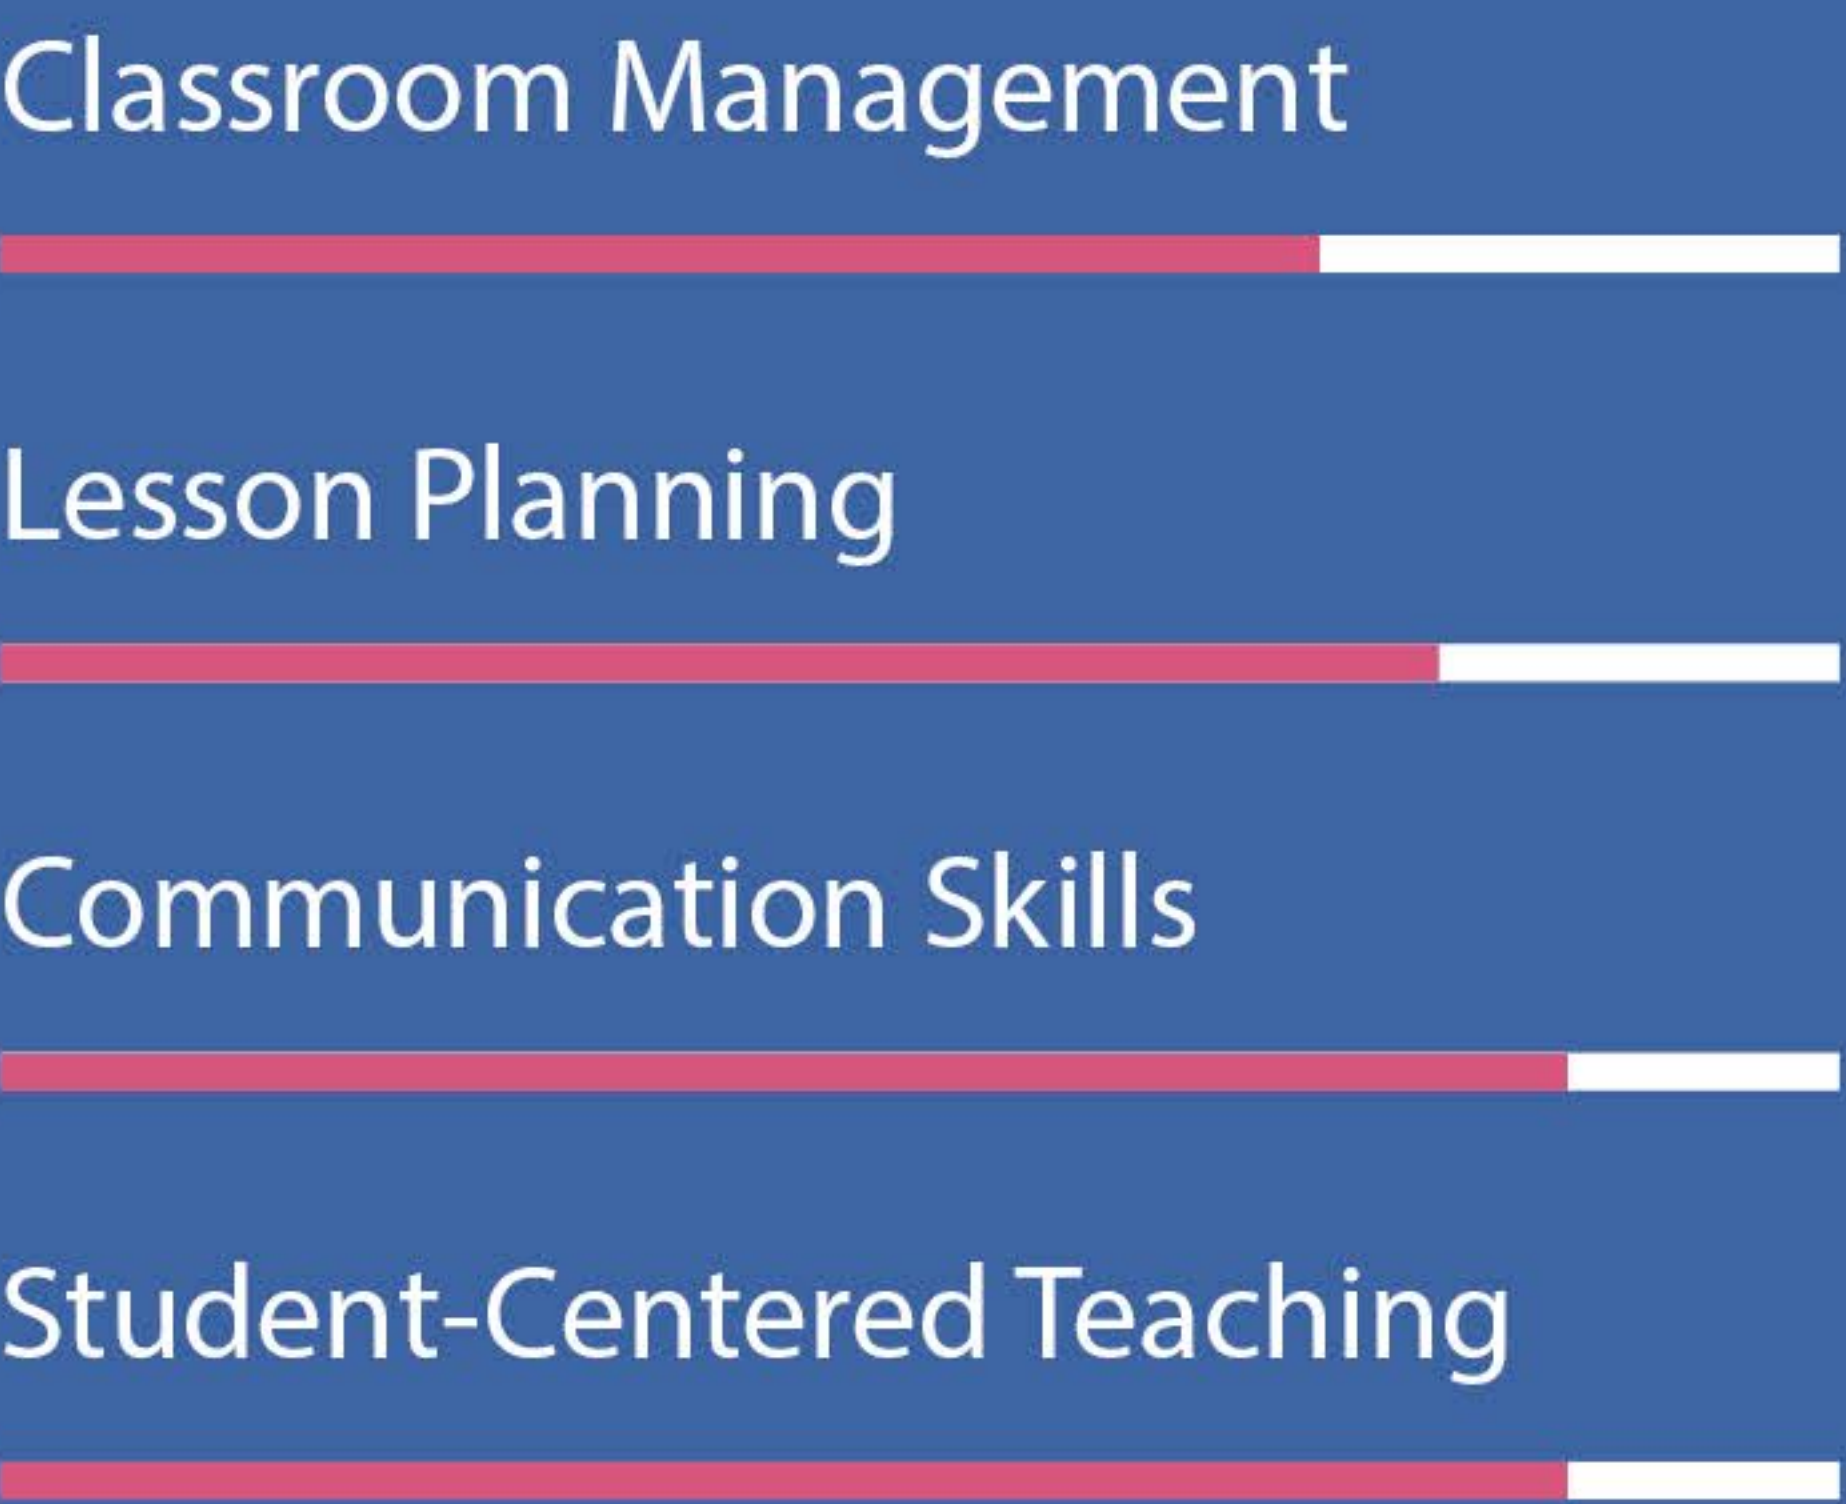 Classroom Management
Lesson Planning
Communication Skills
Student-Centered Teaching